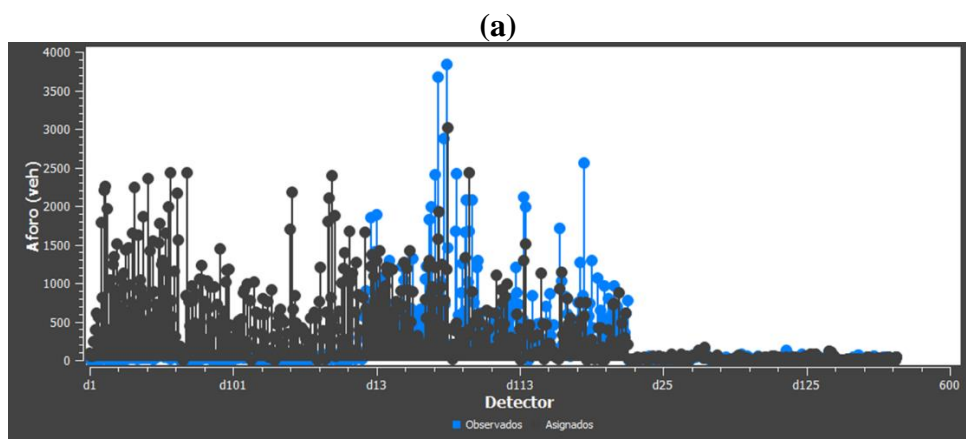 (a)
4000
3500
3000
2500
2000
1500
1000
500
0
Aforo (veh)
d1 d101 d13 d113 d25 d125 600
Detector
Observados Asignados